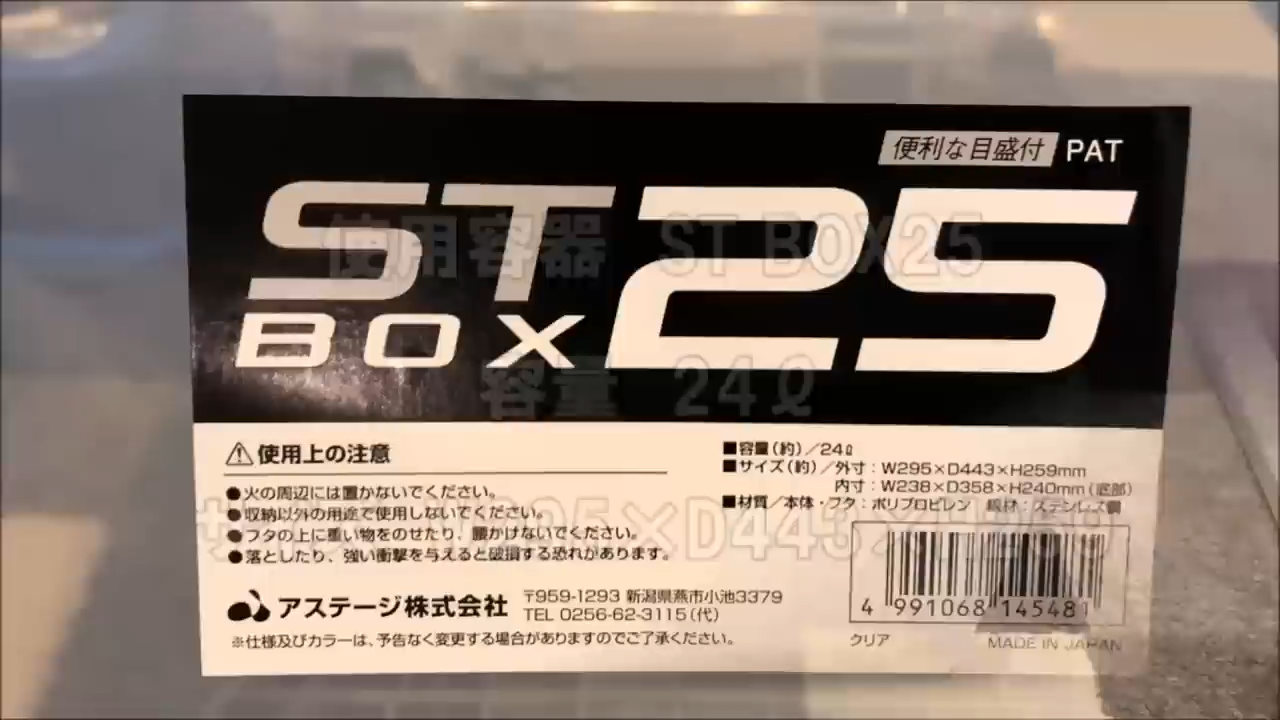 便利な目盛付 PAT
ST
BOX
25
使用容器 ST BOX25
容量 24ℓ
W295×D443×H259
⚠使用上の注意
●火の周辺には置かないでください。
●収納以外の用途で使用しないでください。
●フタの上に重い物をのせたり、腰かけないでください。
●落としたり、強い衝撃を与えると破損する恐れがあります。
アステージ株式会社
〒959-1293 新潟県燕市小池3379
TEL 0256-62-3115(代)
※仕様及びカラーは、予告なく変更する場合がありますのでご了承ください。
■容量(約)/24ℓ
■サイズ(約)/外寸:W295×D443×H259mm
内寸:W238×D358×H240mm(底部)
■材質/本体・フタ:ポリプロピレン 線材:ステンレス鋼
4 991068 145481
クリア
MADE IN JAPAN